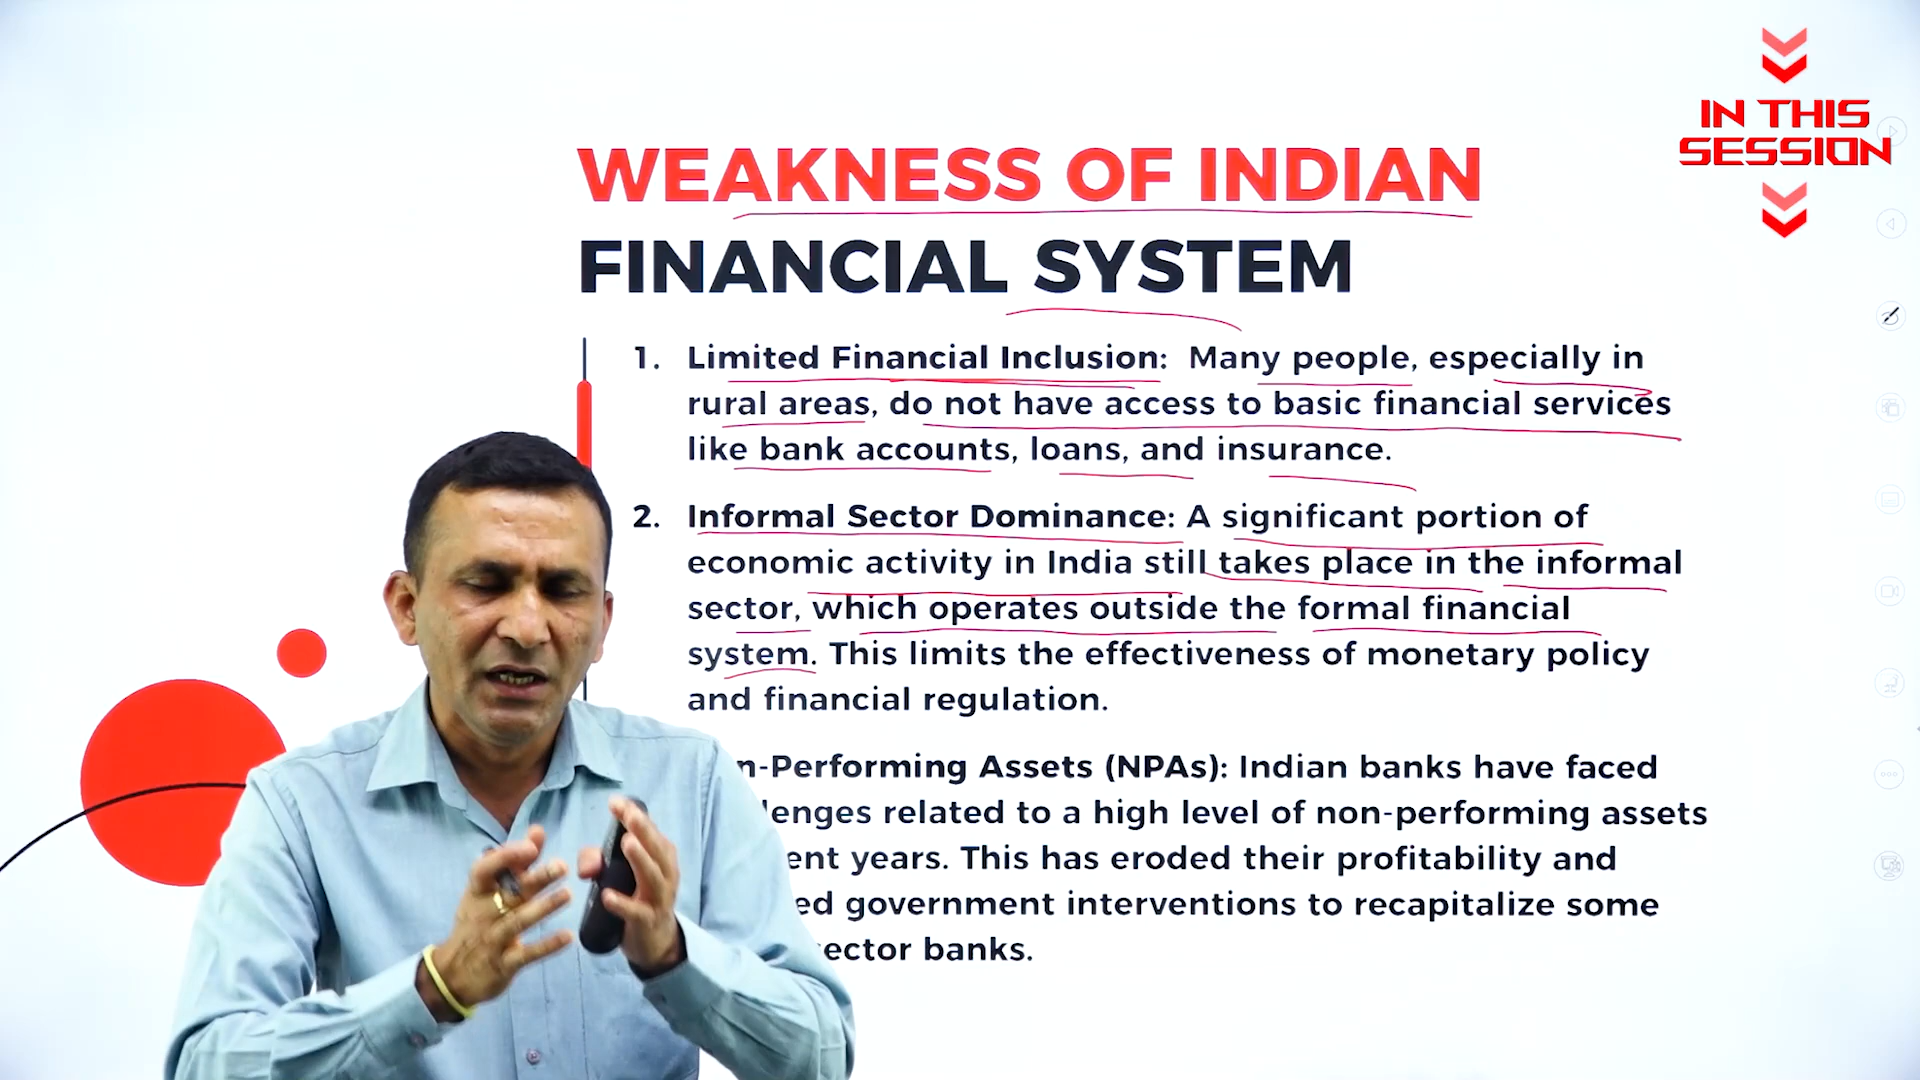 IN THIS
SESSION
WEAKNESS OF INDIAN
FINANCIAL SYSTEM
1. Limited Financial Inclusion: Many people, especially in
rural areas, do not have access to basic financial services
like bank accounts, loans, and insurance.
2. Informal Sector Dominance: A significant portion of
economic activity in India still takes place in the informal
sector, which operates outside the formal financial
system. This limits the effectiveness of monetary policy
and financial regulation.
n-Performing Assets (NPAs): Indian banks have faced
lenges related to a high level of non-performing assets
ent years. This has eroded their profitability and
ed government interventions to recapitalize some
sector banks.